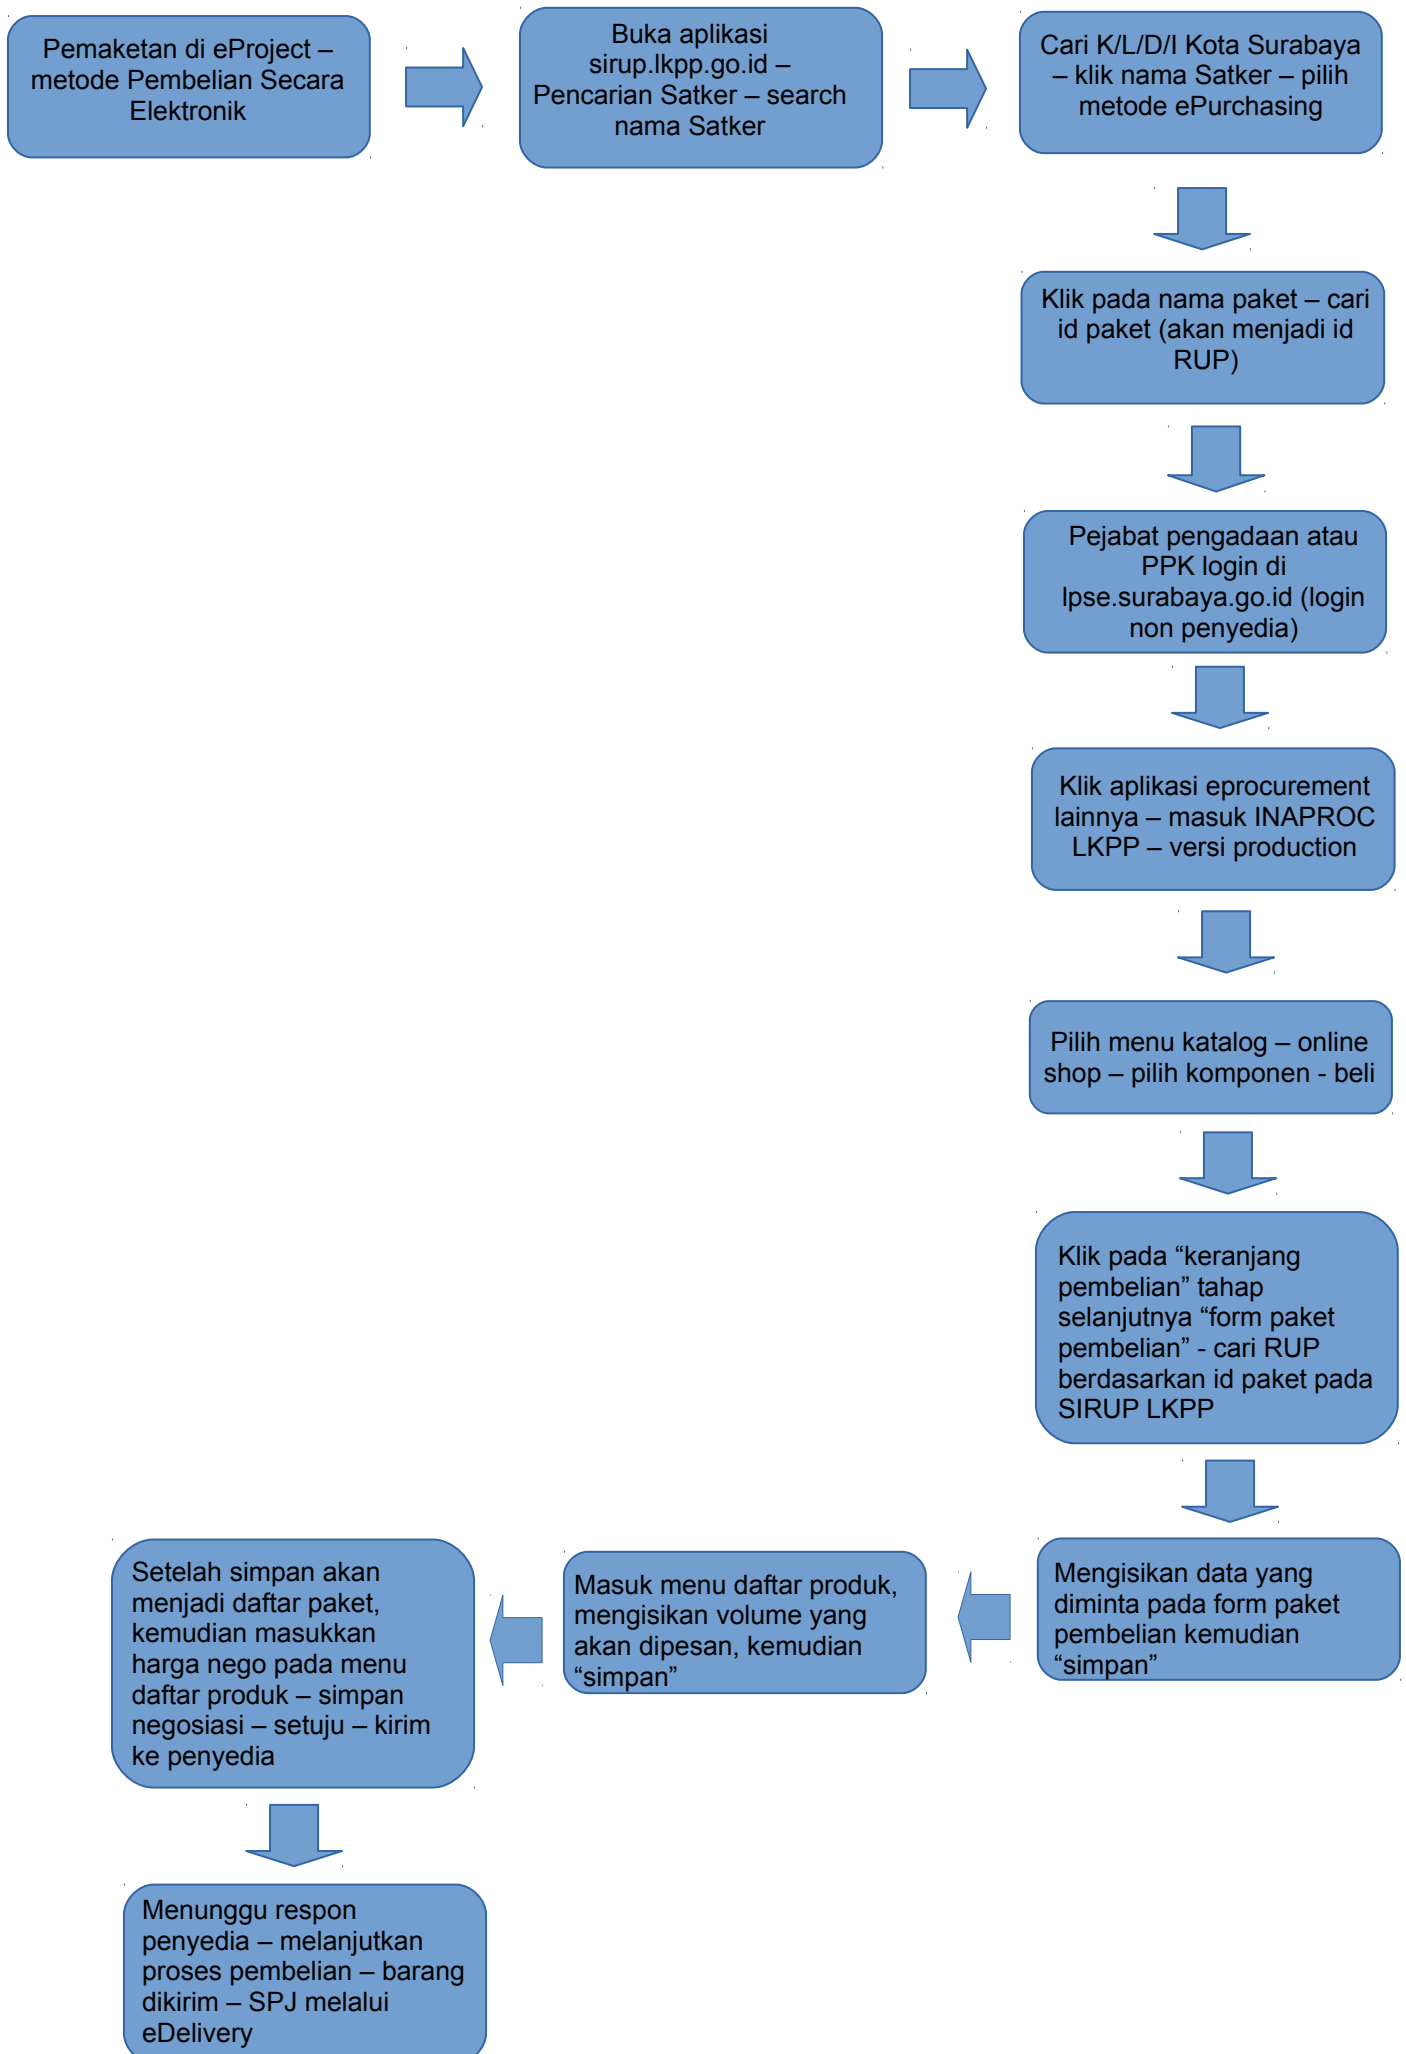 Pemaketan di eProject –
metode Pembelian Secara
Elektronik
Buka aplikasi
sirup.lkpp.go.id –
Pencarian Satker – search
nama Satker
Cari K/L/D/I Kota Surabaya
– klik nama Satker – pilih
metode ePurchasing
Klik pada nama paket – cari
id paket (akan menjadi id
RUP)
Pejabat pengadaan atau
PPK login di
lpse.surabaya.go.id (login
non penyedia)
Klik aplikasi eprocurement
lainnya – masuk INAPROC
LKPP – versi production
Pilih menu katalog – online
shop – pilih komponen - beli
Klik pada “keranjang
pembelian” tahap
selanjutnya “form paket
pembelian” - cari RUP
berdasarkan id paket pada
SIRUP LKPP
Mengisikan data yang
diminta pada form paket
pembelian kemudian
“simpan”
Masuk menu daftar produk,
mengisikan volume yang
akan dipesan, kemudian
“simpan”
Setelah simpan akan
menjadi daftar paket,
kemudian masukkan
harga nego pada menu
daftar produk – simpan
negosiasi – setuju – kirim
ke penyedia
Menunggu respon
penyedia – melanjutkan
proses pembelian – barang
dikirim – SPJ melalui
eDelivery